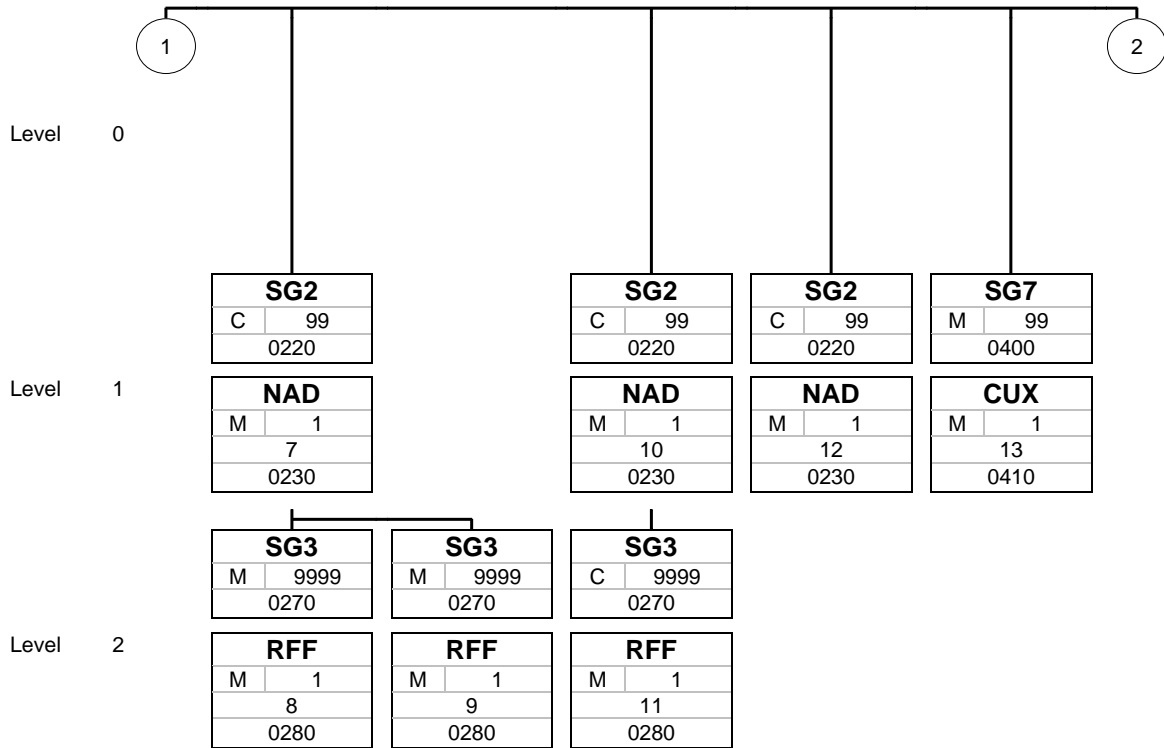 1 2
Level 0
SG2 SG2 SG2 SG7
C 99 C 99 C 99 M 99
0220 0220 0220 0400
Level 1
NAD NAD NAD CUX
M 1 M 1 M 1 M 1
7 10 12 13
0230 0230 0230 0410
SG3 SG3 SG3
M 9999 M 9999 C 9999
0270 0270 0270
Level 2
RFF RFF RFF
M 1 M 1 M 1
8 9 11
0280 0280 0280